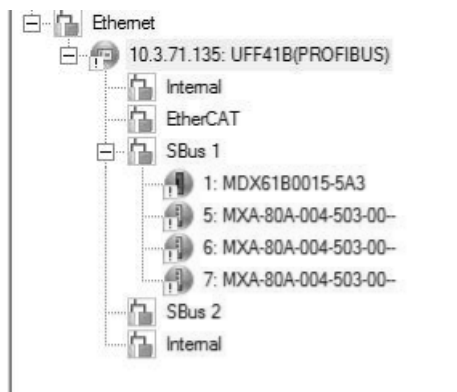 Ethernet
10.3.71.135: UFF41B(PROFIBUS)
Internal
EtherCAT
SBus 1
1: MDX61B0015-5A3
5: MXA-80A-004-503-00--
6: MXA-80A-004-503-00--
7: MXA-80A-004-503-00--
SBus 2
Internal